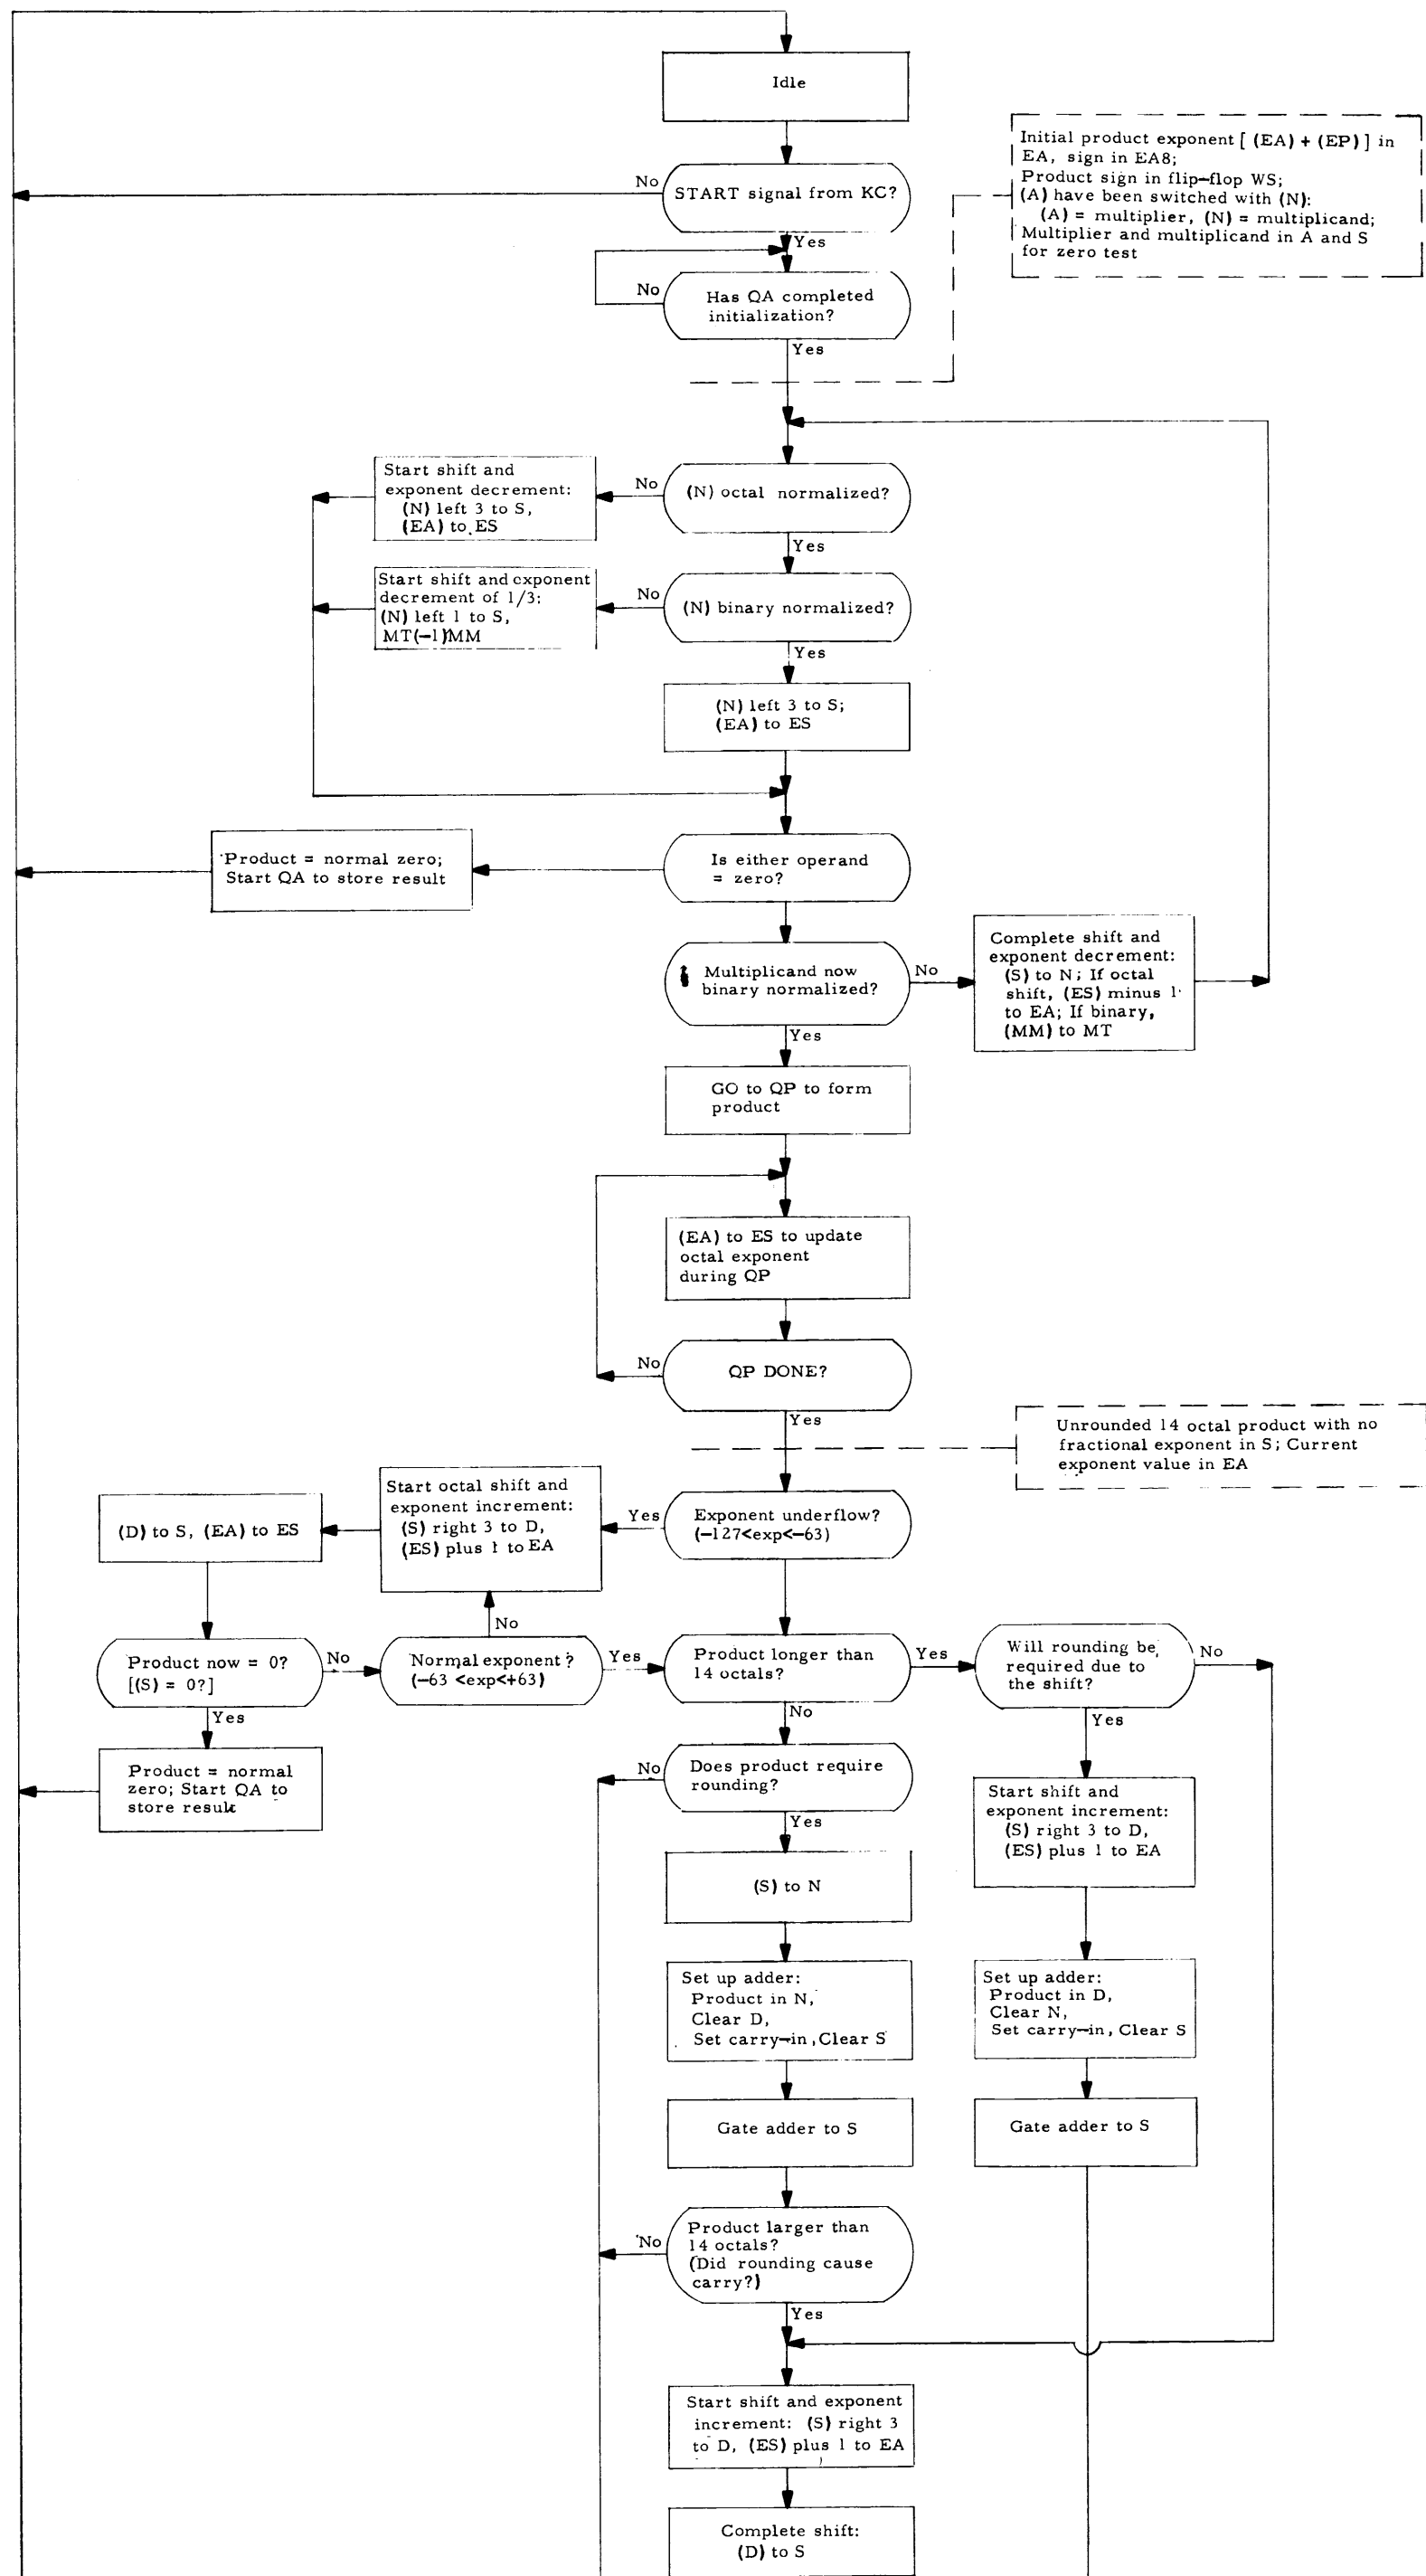 Idle
Initial product exponent [ (EA) + (EP) ] in
EA, sign in EA8;
Product sign in flip-flop WS;
(A) have been switched with (N):
(A) = multiplier, (N) = multiplicand;
Multiplier and multiplicand in A and S
for zero test
No
START signal from KC?
Yes
No
Has QA completed
initialization?
Yes
Start shift and
exponent decrement:
(N) left 3 to S,
(EA) to ES
No
(N) octal normalized?
Yes
Start shift and exponent
decrement of 1/3:
(N) left 1 to S,
MT(-1)MM
No
(N) binary normalized?
Yes
(N) left 3 to S;
(EA) to ES
Product = normal zero;
Start QA to store result
Is either operand
= zero?
Multiplicand now
binary normalized?
No
Complete shift and
exponent decrement:
(S) to N; If octal
shift, (ES) minus 1
to EA; If binary,
(MM) to MT
Yes
GO to QP to form
product
(EA) to ES to update
octal exponent
during QP
No
QP DONE?
Yes
Unrounded 14 octal product with no
fractional exponent in S; Current
exponent value in EA
(D) to S, (EA) to ES
Start octal shift and
exponent increment:
(S) right 3 to D,
(ES) plus 1 to EA
Yes
Exponent underflow?
(-127<exp<-63)
No
Product now = 0?
[(S) = 0?]
No
Normal exponent?
(-63 <exp<+63)
Yes
Product longer than
14 octals?
Yes
Will rounding be
required due to
the shift?
No
Yes
No
Yes
Product = normal
zero; Start QA to
store result
No
Does product require
rounding?
Yes
Start shift and
exponent increment:
(S) right 3 to D,
(ES) plus 1 to EA
(S) to N
Set up adder:
Product in N,
Clear D,
Set carry-in, Clear S
Set up adder:
Product in D,
Clear N,
Set carry-in, Clear S
Gate adder to S
Gate adder to S
No
Product larger than
14 octals?
(Did rounding cause
carry?)
Yes
Start shift and exponent
increment: (S) right 3
to D, (ES) plus 1 to EA
Complete shift:
(D) to S